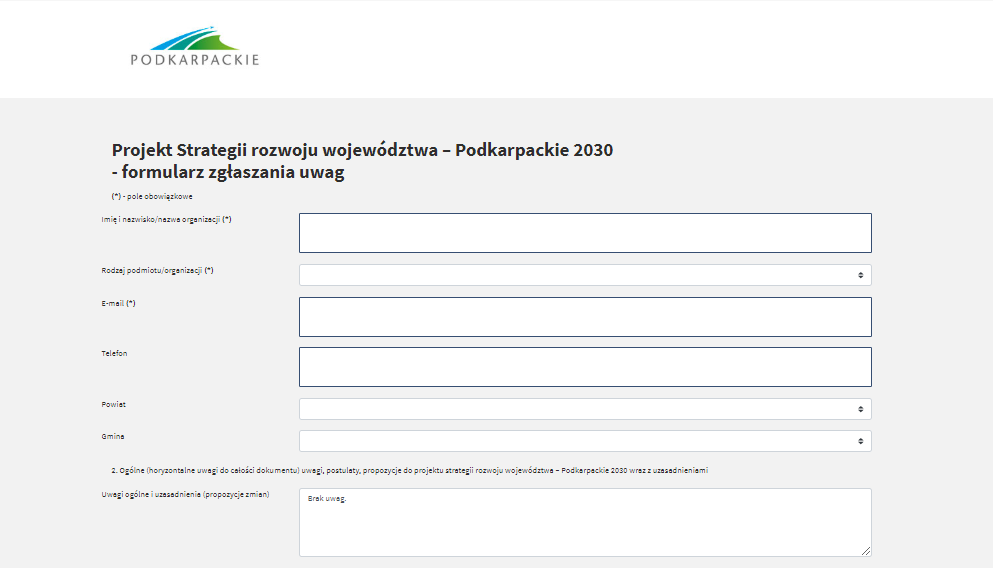 PODKARPACKIE
Projekt Strategii rozwoju województwa – Podkarpackie 2030
- formularz zgłaszania uwag
(*) - pole obowiązkowe
Imię i nazwisko/nazwa organizacji (*)
Rodzaj podmiotu/organizacji (*)
E-mail (*)
Telefon
Powiat
Gmina
2. Ogólne (horyzontalne uwagi do całości dokumentu) uwagi, postulaty, propozycje do projektu strategii rozwoju województwa – Podkarpackie 2030 wraz z uzasadnieniami
Uwagi ogólne i uzasadnienia (propozycje zmian)
Brak uwag.